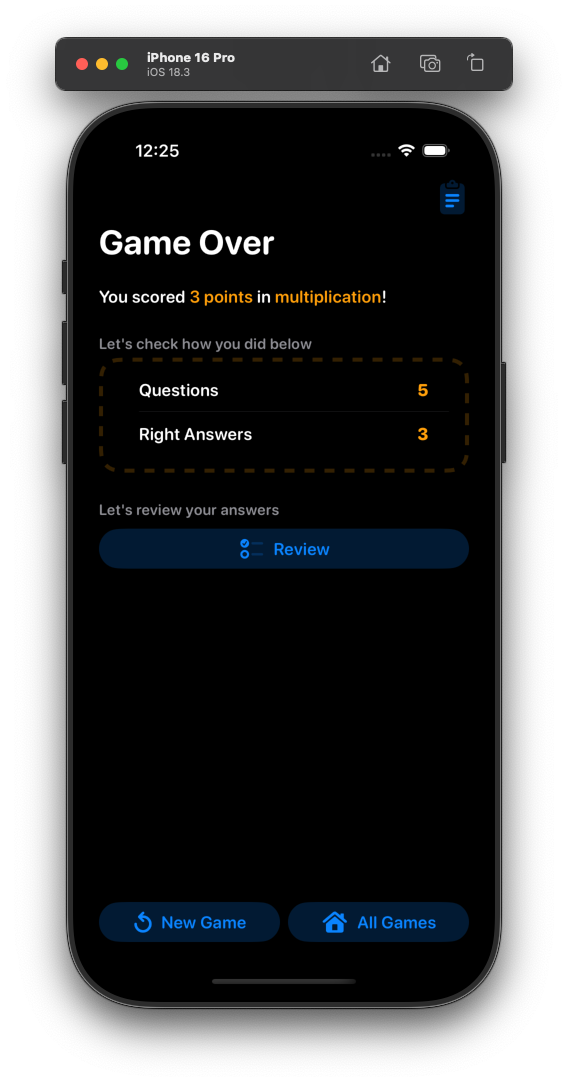 iPhone 16 Pro
iOS 18.3
12:25
Game Over
You scored 3 points in multiplication!
Let's check how you did below
Questions 5
Right Answers 3
Let's review your answers
Review
New Game All Games